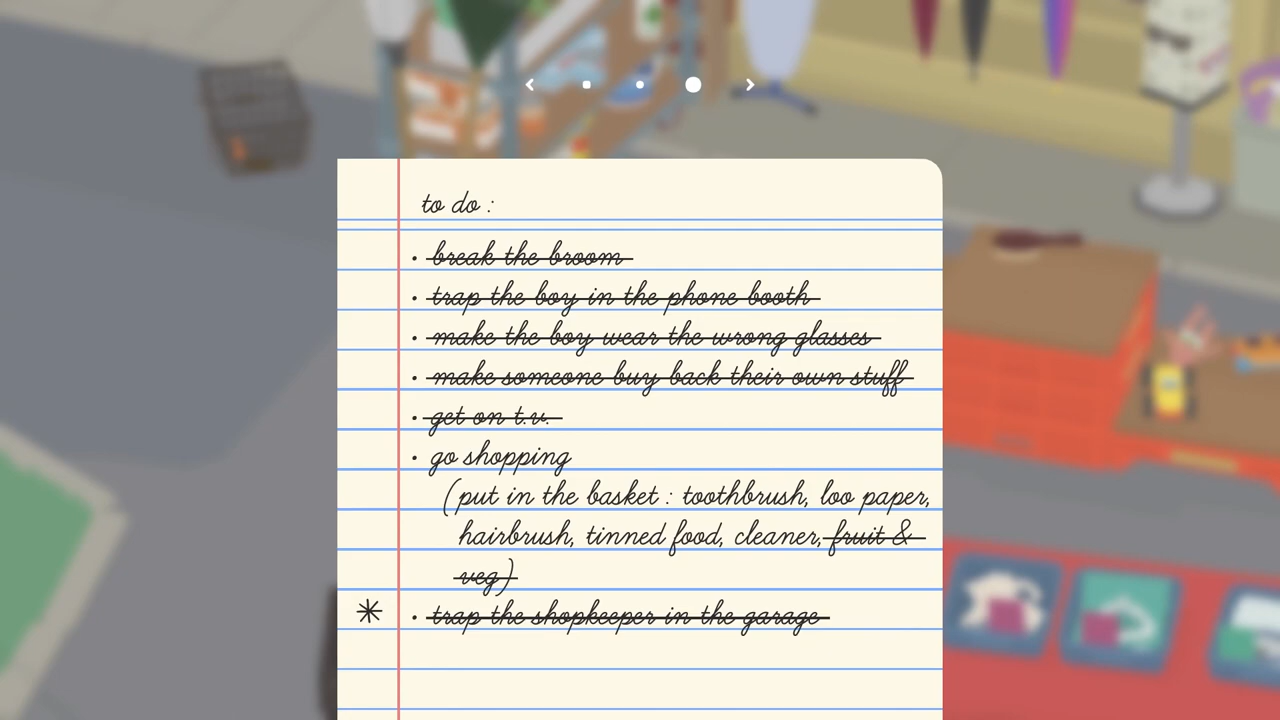 to do :
• break the broom
• trap the boy in the phone booth
• make the boy wear the wrong glasses
• make someone buy back their own stuff
• get on t.v.
• go shopping
(put in the basket : toothbrush, loo paper,
hairbrush, tinned food, cleaner, fruit &
veg)
• trap the shopkeeper in the garage